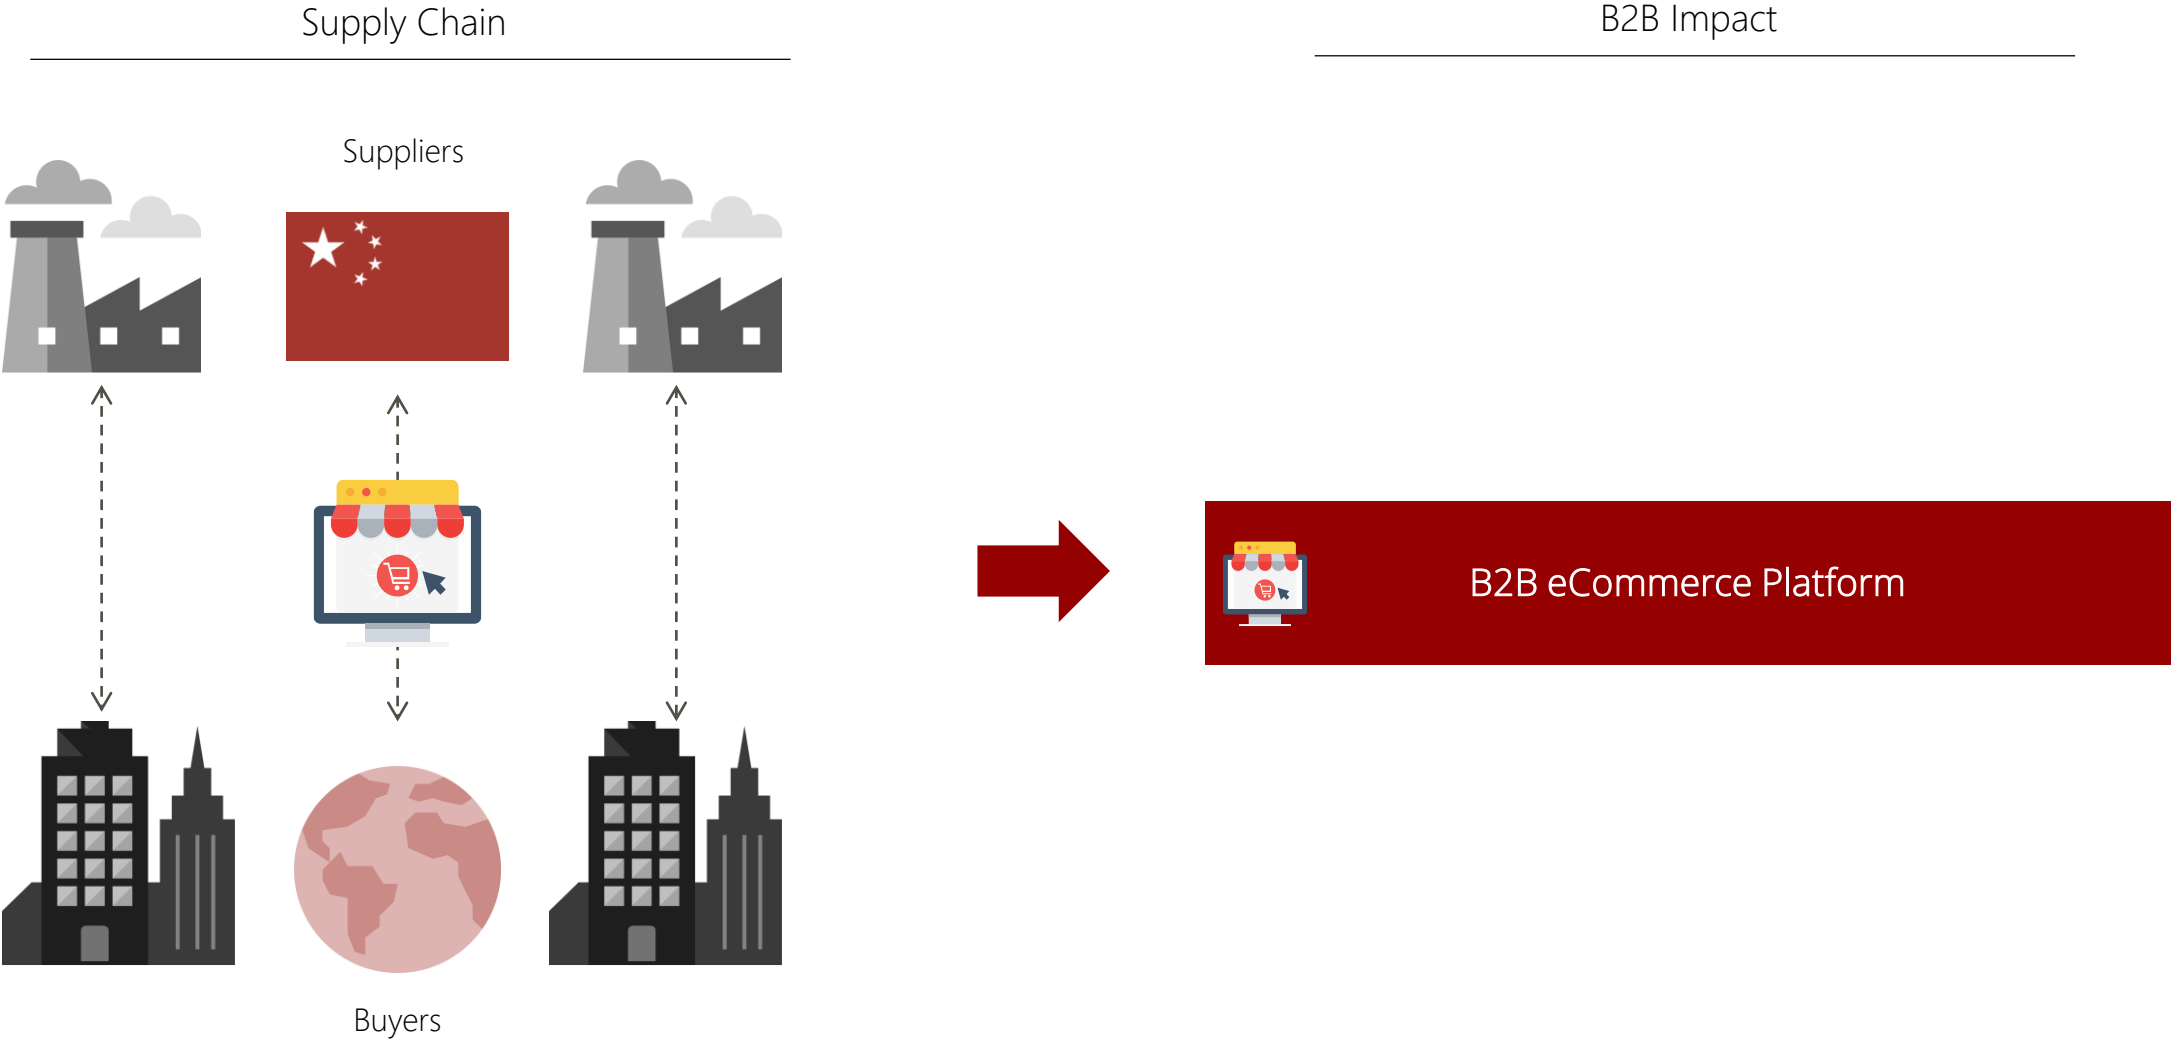 Supply Chain
B2B Impact
Suppliers
B2B eCommerce Platform
Buyers